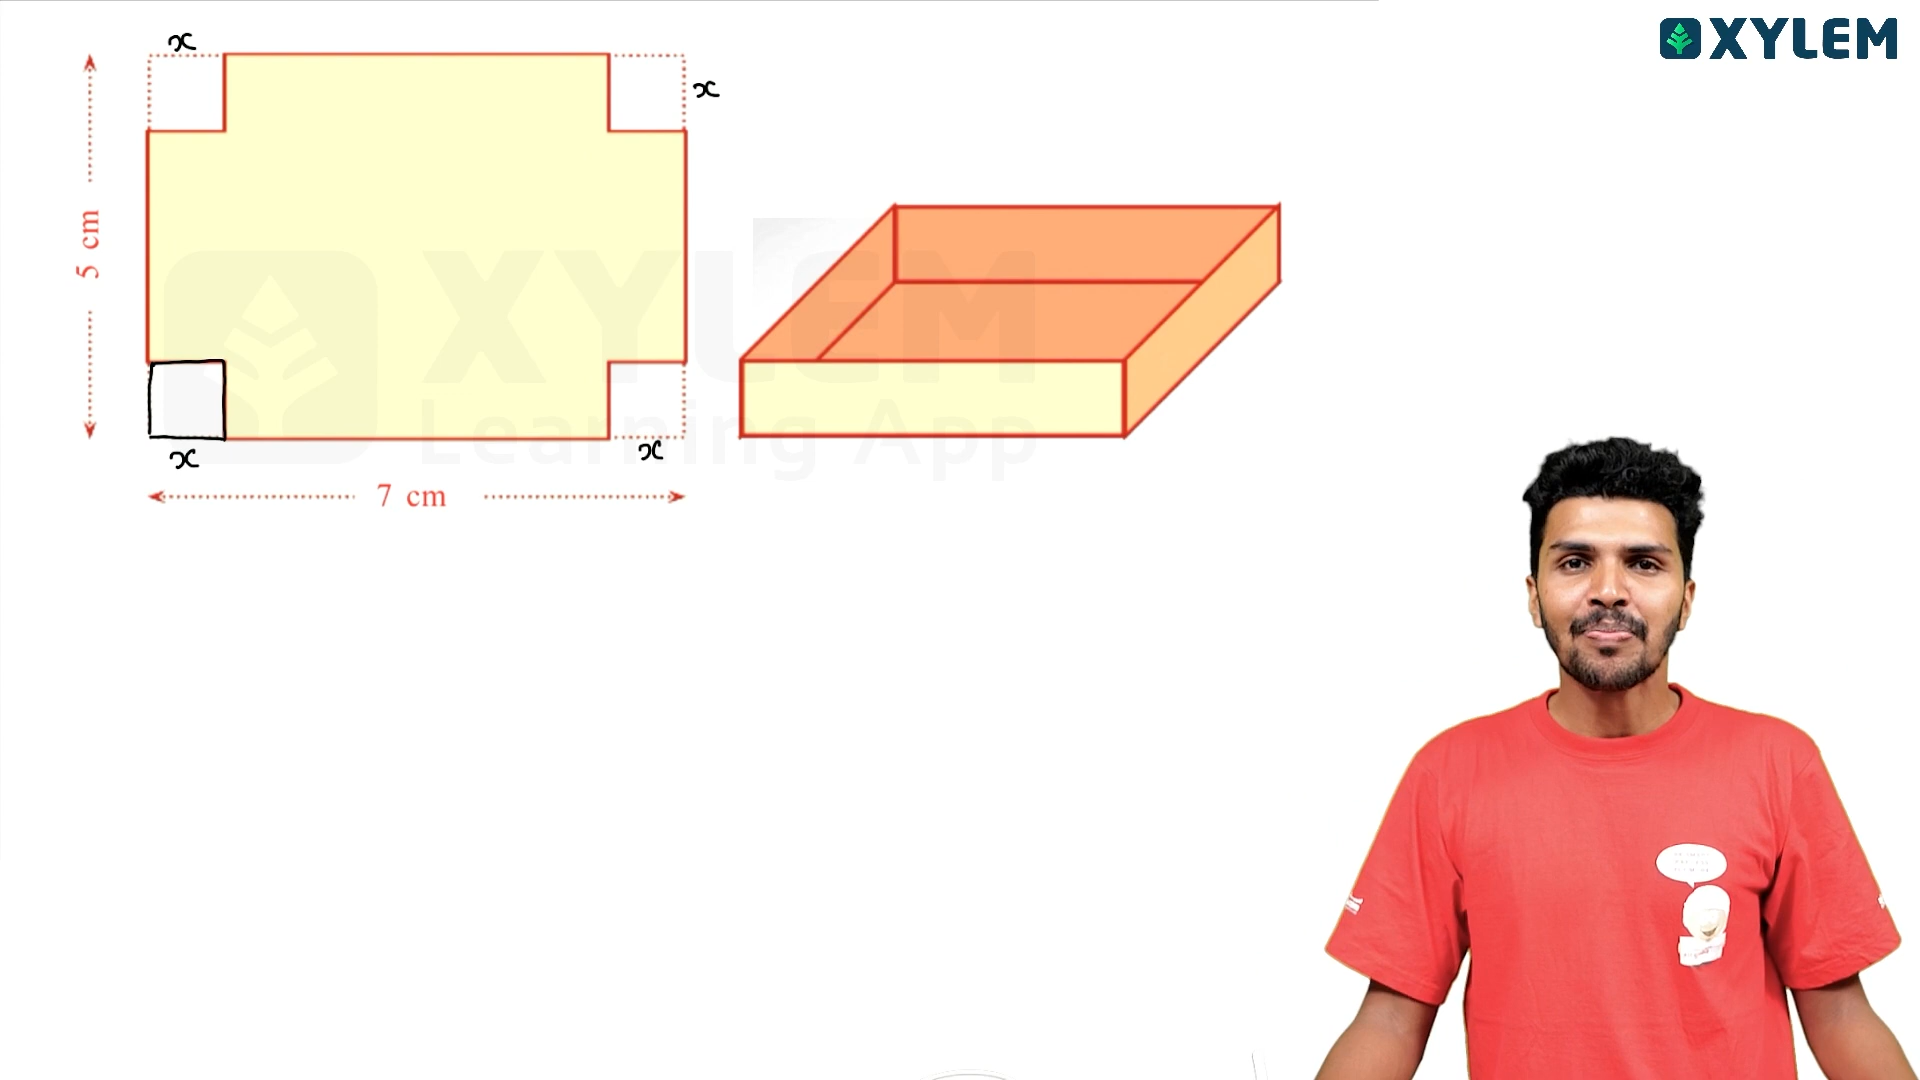 XYLEM
x
x
5 cm
XYLEM
Learning App
x
x
7 cm